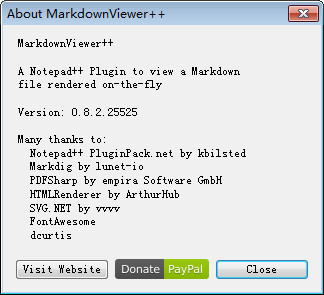 About MarkdownViewer++
MarkdownViewer++
A Notepad++ Plugin to view a Markdown
file rendered on-the-fly
Version: 0.8.2.25525
Many thanks to:
Notepad++ PluginPack.net by kbilsted
Markdig by lunet-io
PDFSharp by empira Software GmbH
HTMLRenderer by ArthurHub
SVG.NET by vvvv
FontAwesome
dcurtis
Visit Website
Donate PayPal
Close